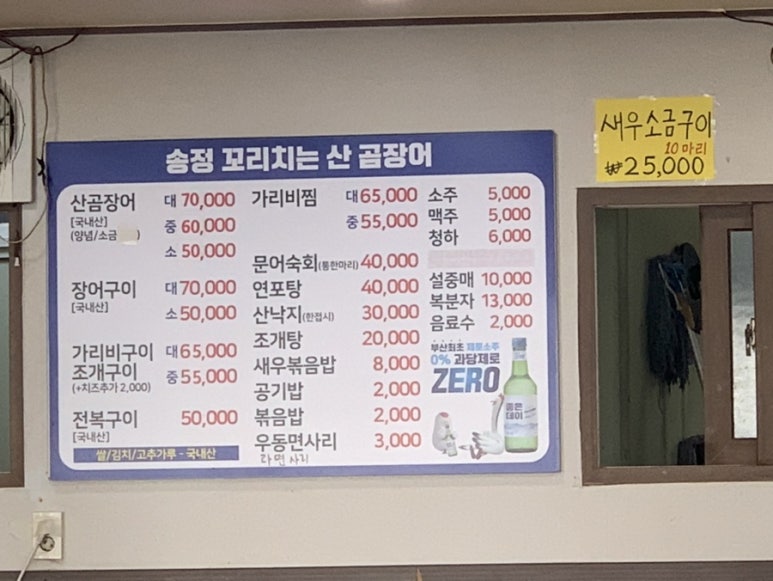 송정 꼬리치는 산 곰장어
산곰장어 대 70,000
[국내산] 중 60,000
(양념/소금
소 50,000
장어구이 대 70,000
[국내산] 소 50,000
가리비구이 대 65,000
조개구이 중 55,000
(+치즈추가 2,000)
전복구이 50,000
[국내산]
쌀/김치/고추가루 - 국내산
가리비찜 대 65,000
중 55,000
문어숙회(통한마리) 40,000
연포탕 40,000
산낙지(한접시) 30,000
조개탕 20,000
새우볶음밥 8,000
공기밥 2,000
볶음밥 2,000
우동면사리 3,000
라면 사리
소주 5,000
맥주 5,000
청하 6,000
설중매 10,000
복분자 13,000
음료수 2,000
부산최초 제로소주
0% 과당제로
ZERO
좋은
데이
새우소금구이
10마리
₩25,000